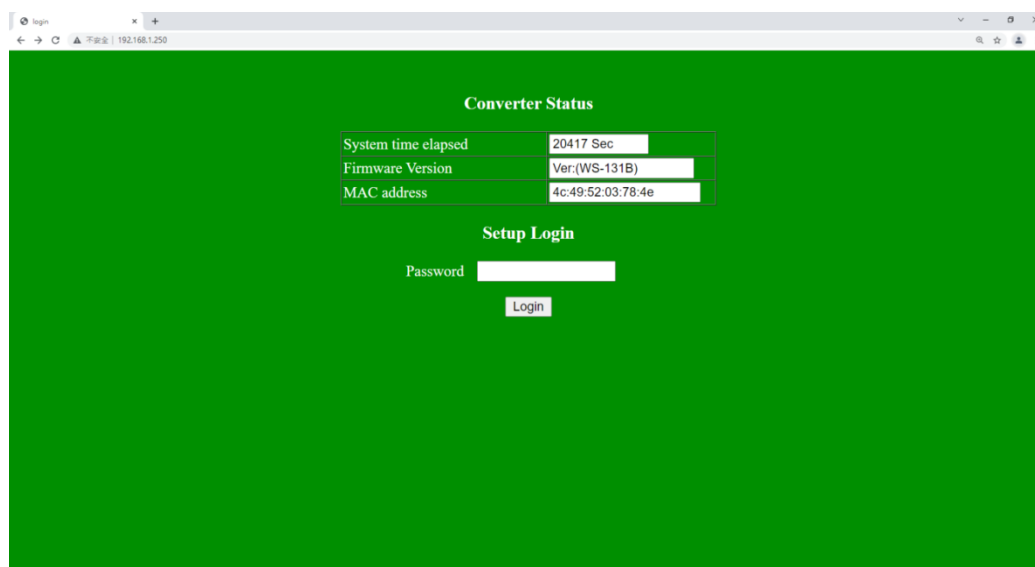 login
不安全 | 192.168.1.250
Converter Status
System time elapsed 20417 Sec
Firmware Version Ver:(WS-131B)
MAC address 4c:49:52:03:78:4e
Setup Login
Password
Login